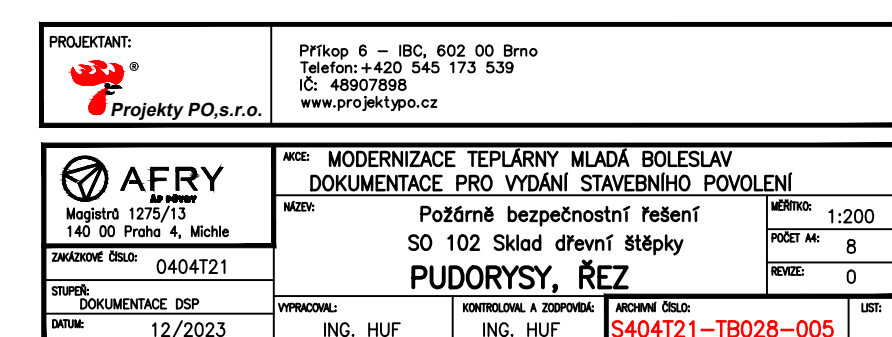 PROJEKTANT:
®
Projekty PO,s.r.o.
Příkop 6 – IBC, 602 00 Brno
Telefon:+420 545 173 539
IČ: 48907898
www.projektypo.cz
AFRY
ÅF PÖYRY
Magistrů 1275/13
140 00 Praha 4, Michle
AKCE: MODERNIZACE TEPLÁRNY MLADÁ BOLESLAV
DOKUMENTACE PRO VYDÁNÍ STAVEBNÍHO POVOLENÍ
NÁZEV: Požárně bezpečnostní řešení
SO 102 Sklad dřevní štěpky
PUDORYSY, ŘEZ
MĚŘÍTKO: 1:200
POČET A4: 8
REVIZE: 0
ZAKÁZKOVÉ ČÍSLO: 0404T21
STUPEŇ:
DOKUMENTACE DSP
DATUM: 12/2023
VYPRACOVAL:
ING. HUF
KONTROLOVAL A ZODPOVÍDÁ:
ING. HUF
ARCHIVNÍ ČÍSLO:
S404T21–TB028–005
LIST: